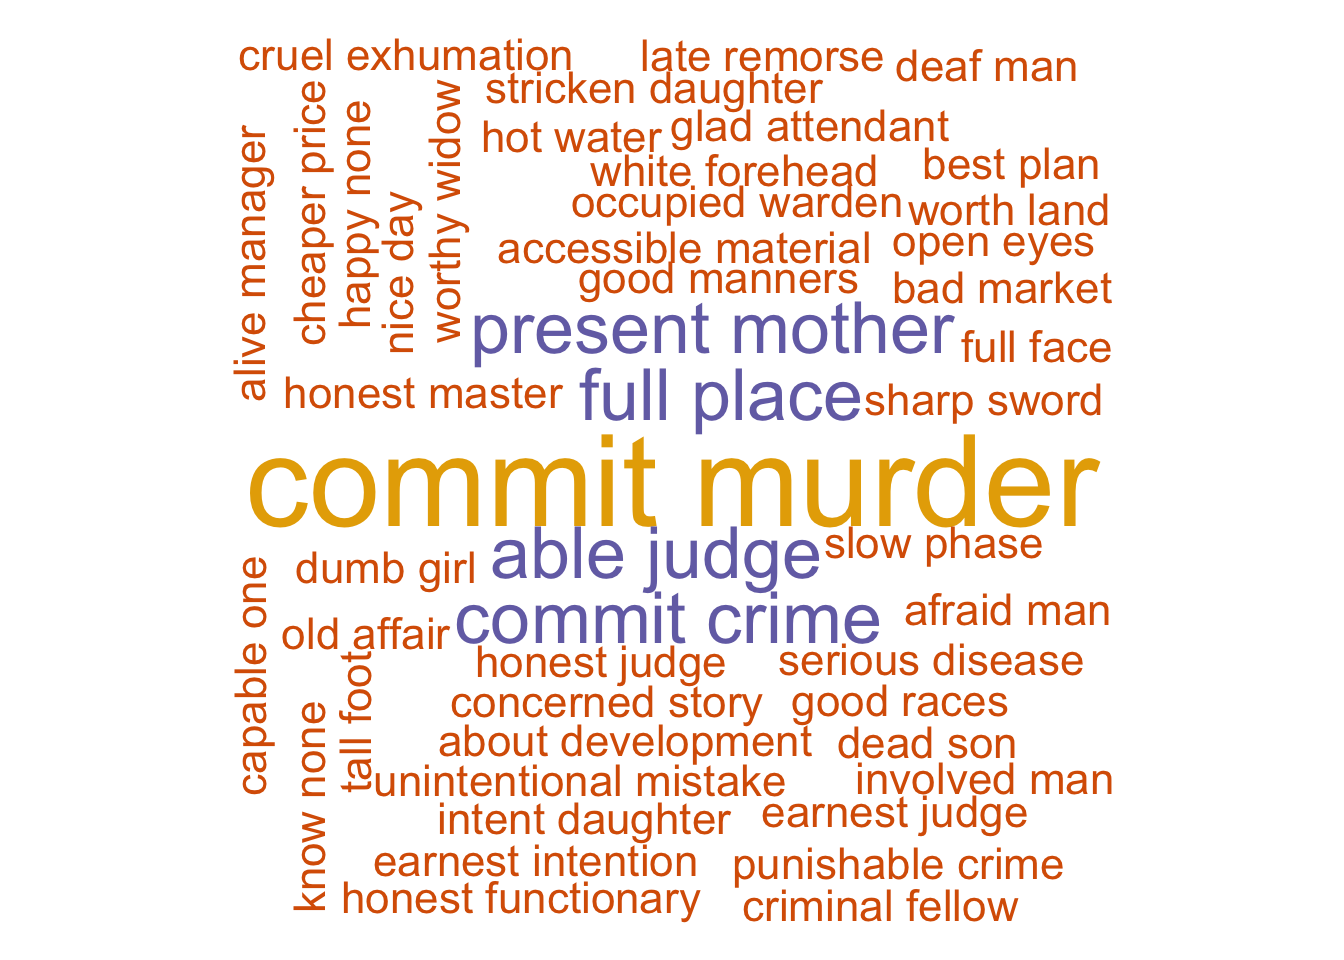 cruel exhumation
late remorse
deaf man
stricken daughter
hot water
glad attendant
white forehead
best plan
occupied warden
worth land
accessible material
open eyes
good manners
bad market
alive manager
cheaper price
happy none
nice day
worthy widow
present mother
full face
honest master
full place
sharp sword
commit murder
able judge
slow phase
dumb girl
commit crime
afraid man
old affair
capable one
know none
tall foot
honest judge
serious disease
concerned story
good races
about development
dead son
unintentional mistake
involved man
intent daughter
earnest judge
earnest intention
punishable crime
honest functionary
criminal fellow